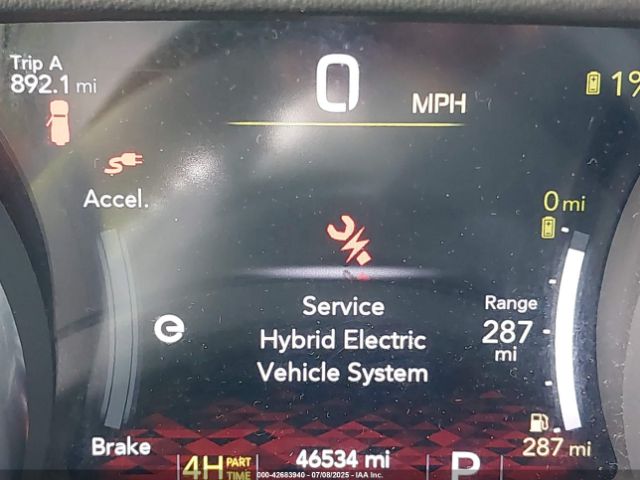 Trip A
892.1 mi
0
MPH
19
Accel.
0 mi
Service
Hybrid Electric
Vehicle System
Range
287
mi
Brake
287 mi
4H PART TIME
46534 mi
P
000-42683940 - 07/08/2025 - IAA Inc.